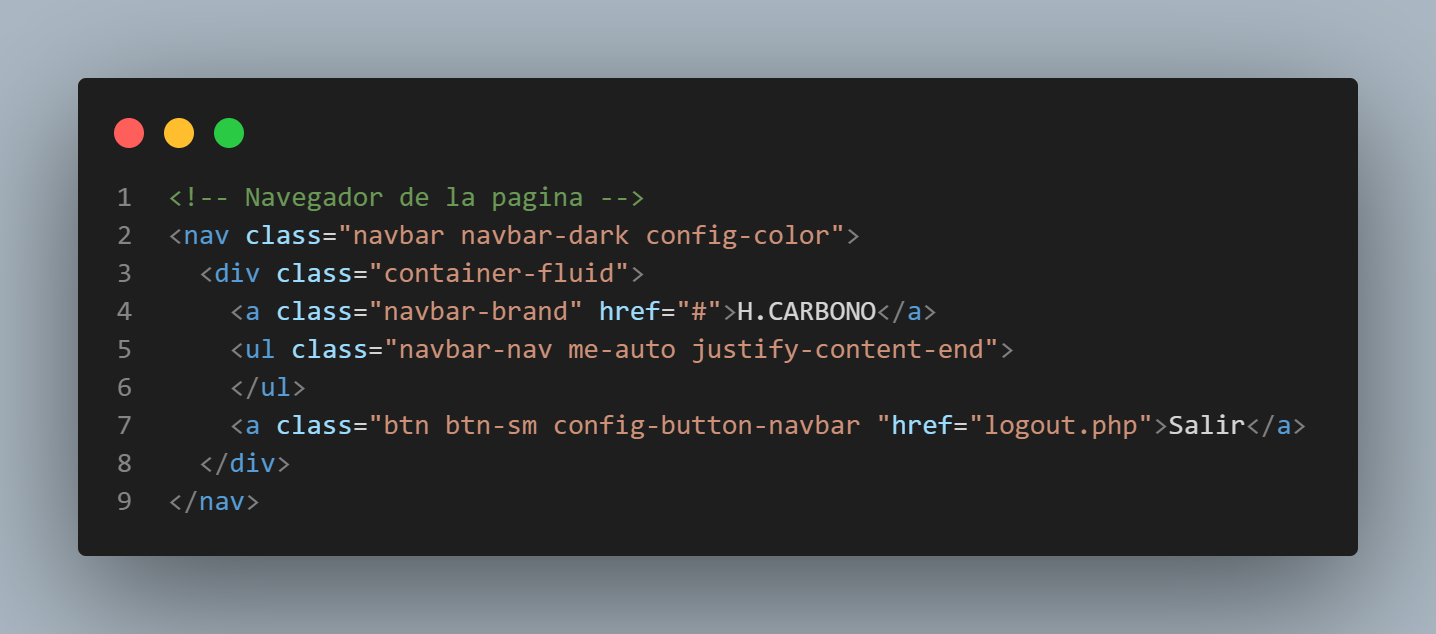 1 <!-- Navegador de la pagina -->
2 <nav class="navbar navbar-dark config-color">
3   <div class="container-fluid">
4     <a class="navbar-brand" href="#">H.CARBONO</a>
5     <ul class="navbar-nav me-auto justify-content-end">
6     </ul>
7     <a class="btn btn-sm config-button-navbar "href="logout.php">Salir</a>
8   </div>
9 </nav>